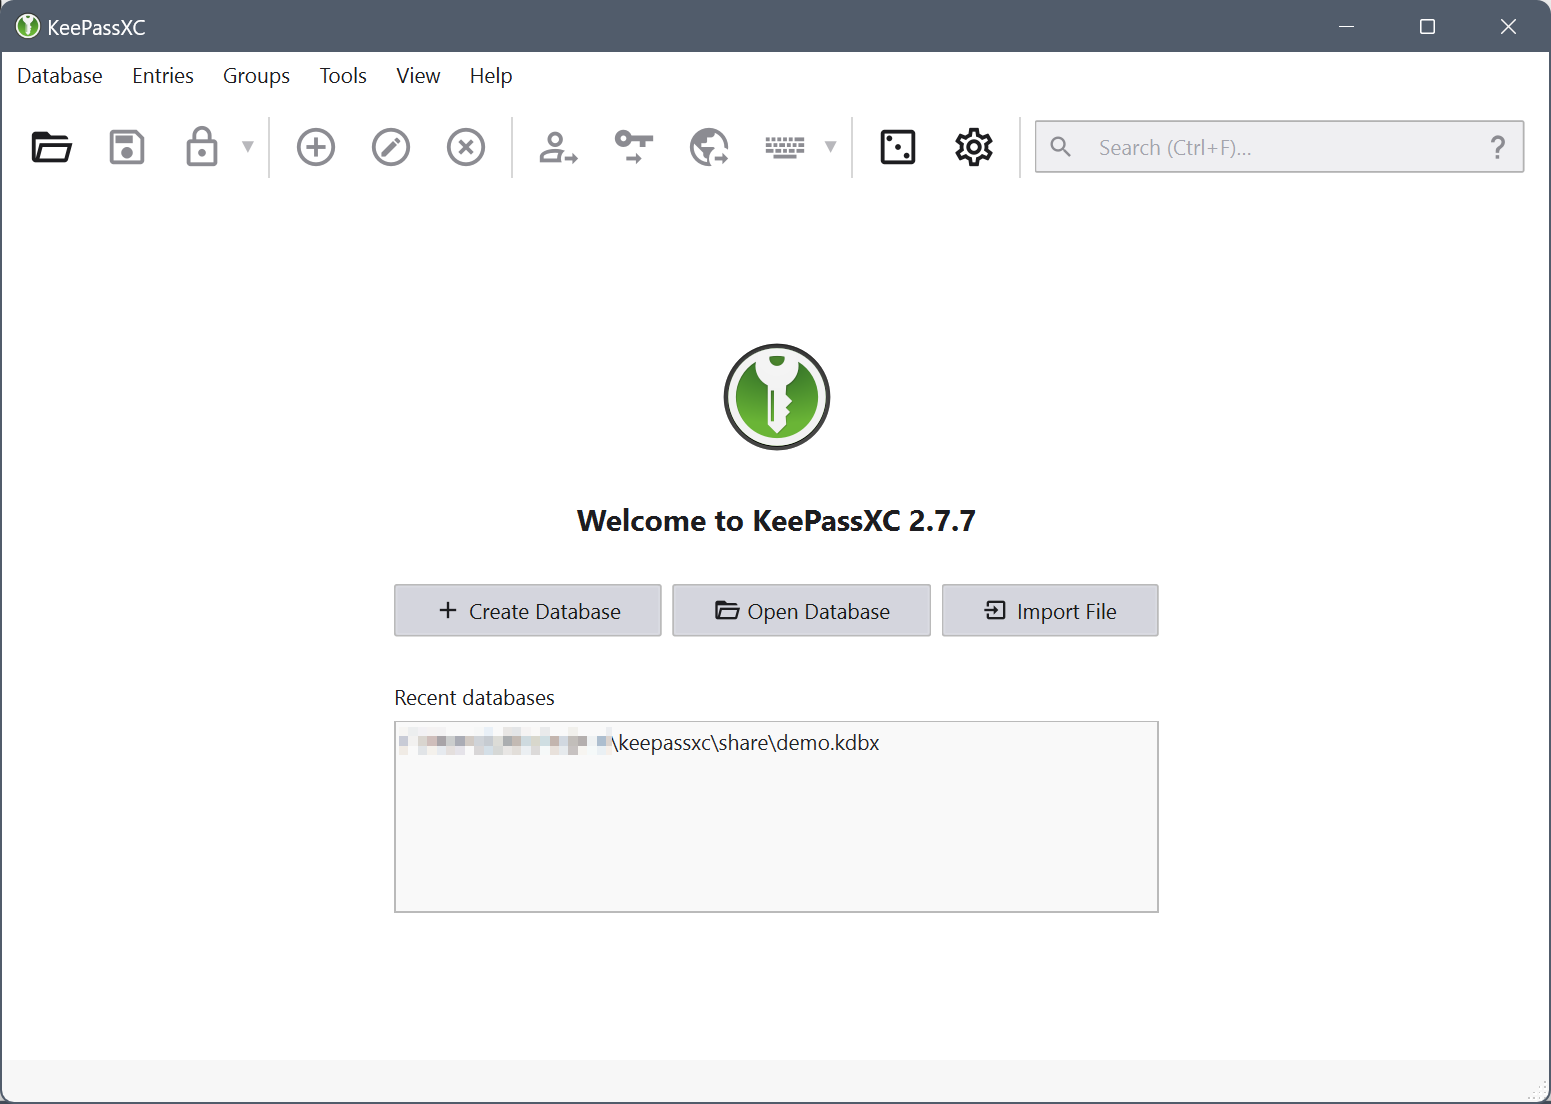 KeePassXC
Database Entries Groups Tools View Help
Search (Ctrl+F)... ?
Welcome to KeePassXC 2.7.7
Create Database Open Database Import File
Recent databases
\keepassxc\share\demo.kdbx